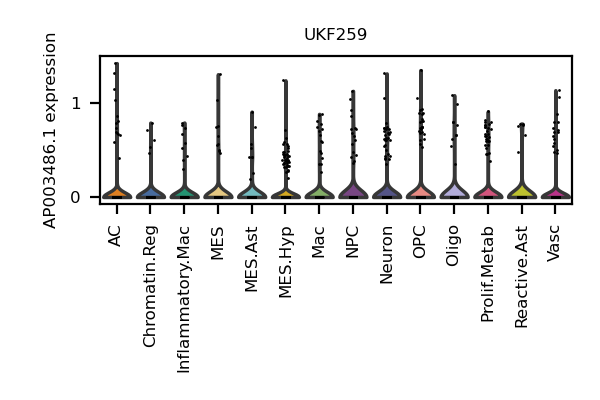 UKF259
AP003486.1 expression
1
0
AC
Chromatin.Reg
Inflammatory.Mac
MES
MES.Ast
MES.Hyp
Mac
NPC
Neuron
OPC
Oligo
Prolif.Metab
Reactive.Ast
Vasc